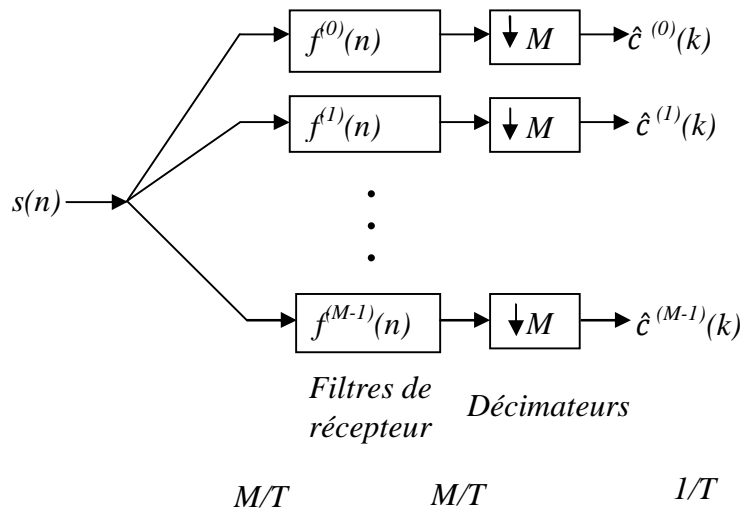 f⁽⁰⁾(n) ↓ M ĉ ⁽⁰⁾(k)
f⁽¹⁾(n) ↓ M ĉ ⁽¹⁾(k)
s(n)
f⁽ᴹ⁻¹⁾(n) ↓ M ĉ ⁽ᴹ⁻¹⁾(k)
Filtres de
récepteur
Décimateurs
M/T M/T 1/T